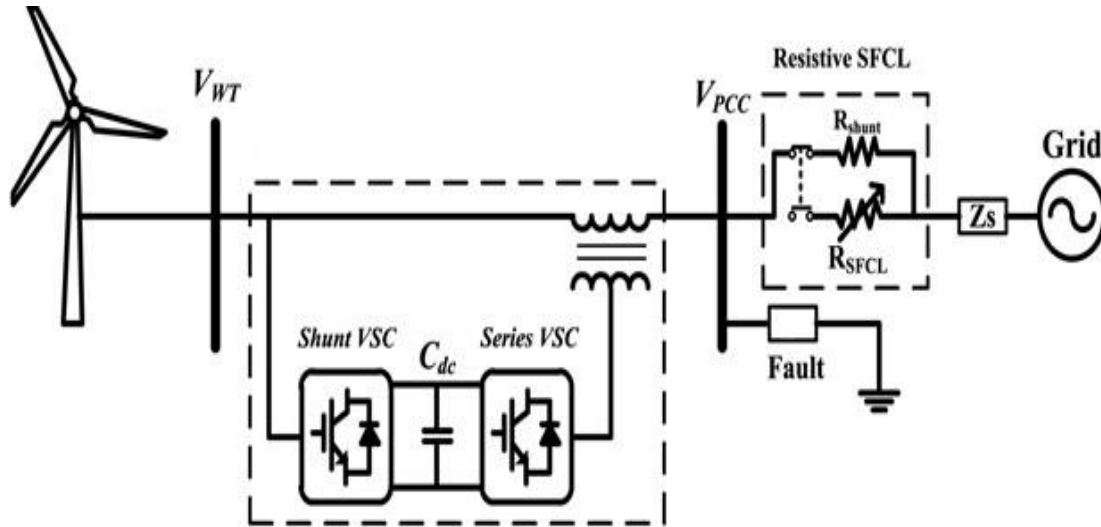 Resistive SFCL
V_WT
V_PCC
R_shunt
Grid
Zs
R_SFCL
Shunt VSC
C_dc
Series VSC
Fault